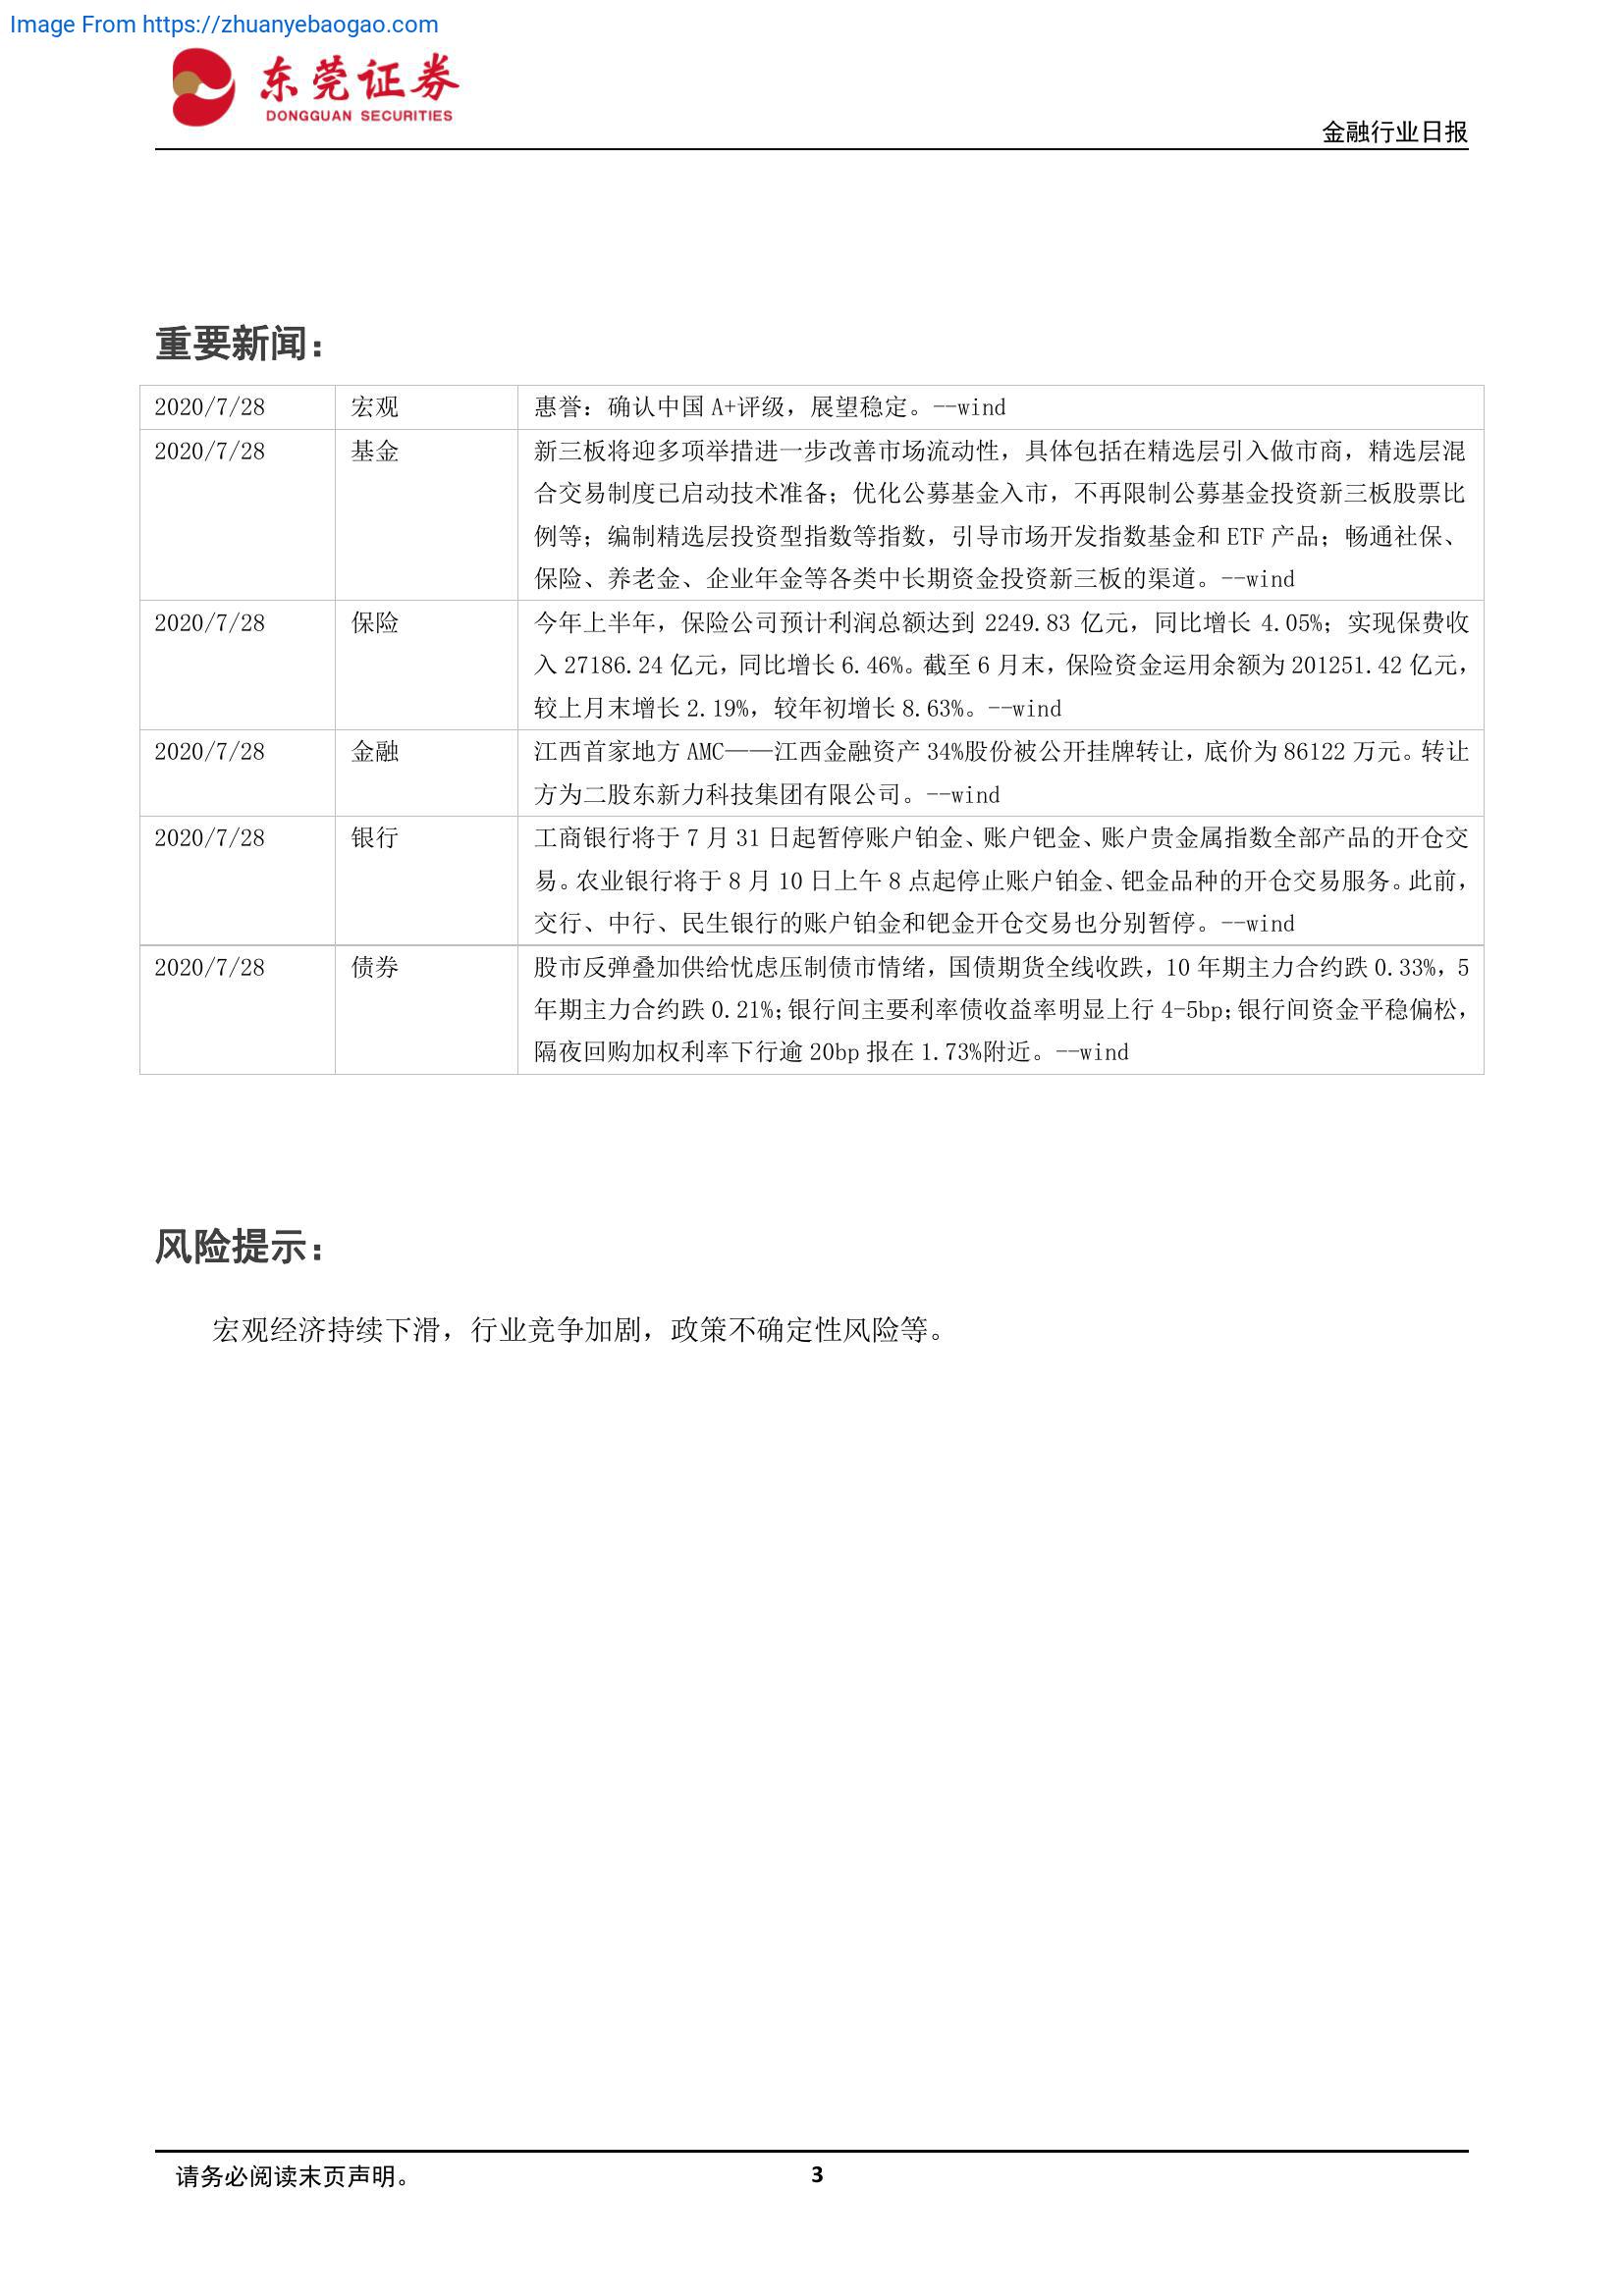 Image From https://zhuanyebaogao.com
东莞证券
DONGGUAN SECURITIES
金融行业日报
重要新闻：
2020/7/28 宏观 惠誉：确认中国 A+评级，展望稳定。--wind
2020/7/28 基金 新三板将迎多项举措进一步改善市场流动性，具体包括在精选层引入做市商，精选层混
合交易制度已启动技术准备；优化公募基金入市，不再限制公募基金投资新三板股票比
例等；编制精选层投资型指数等指数，引导市场开发指数基金和 ETF 产品；畅通社保、
保险、养老金、企业年金等各类中长期资金投资新三板的渠道。--wind
2020/7/28 保险 今年上半年，保险公司预计利润总额达到 2249.83 亿元，同比增长 4.05%；实现保费收
入 27186.24 亿元，同比增长 6.46%。截至 6 月末，保险资金运用余额为 201251.42 亿元，
较上月末增长 2.19%，较年初增长 8.63%。--wind
2020/7/28 金融 江西首家地方 AMC——江西金融资产 34%股份被公开挂牌转让，底价为 86122 万元。转让
方为二股东新力科技集团有限公司。--wind
2020/7/28 银行 工商银行将于 7 月 31 日起暂停账户铂金、账户钯金、账户贵金属指数全部产品的开仓交
易。农业银行将于 8 月 10 日上午 8 点起停止账户铂金、钯金品种的开仓交易服务。此前，
交行、中行、民生银行的账户铂金和钯金开仓交易也分别暂停。--wind
2020/7/28 债券 股市反弹叠加供给忧虑压制债市情绪，国债期货全线收跌，10 年期主力合约跌 0.33%，5
年期主力合约跌 0.21%；银行间主要利率债收益率明显上行 4-5bp；银行间资金平稳偏松，
隔夜回购加权利率下行逾 20bp 报在 1.73%附近。--wind
风险提示：
宏观经济持续下滑，行业竞争加剧，政策不确定性风险等。
请务必阅读末页声明。
3